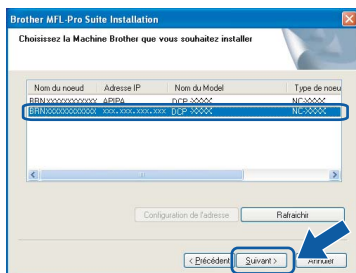 Brother MFL-Pro Suite Installation
Choisissez la Machine Brother que vous souhaitez installer
Nom du noeud Adresse IP Nom du Model Type de noeu
BRNxxxxxxxxxxxx APIPA DCP-XXXX NC-XXXX
BRNxxxxxxxxxxxx xxx.xxx.xxx.xxx DCP-XXXX NC-XXXX
Configuration de l'adresse Rafraichir
< Précédent Suivant > Annuler